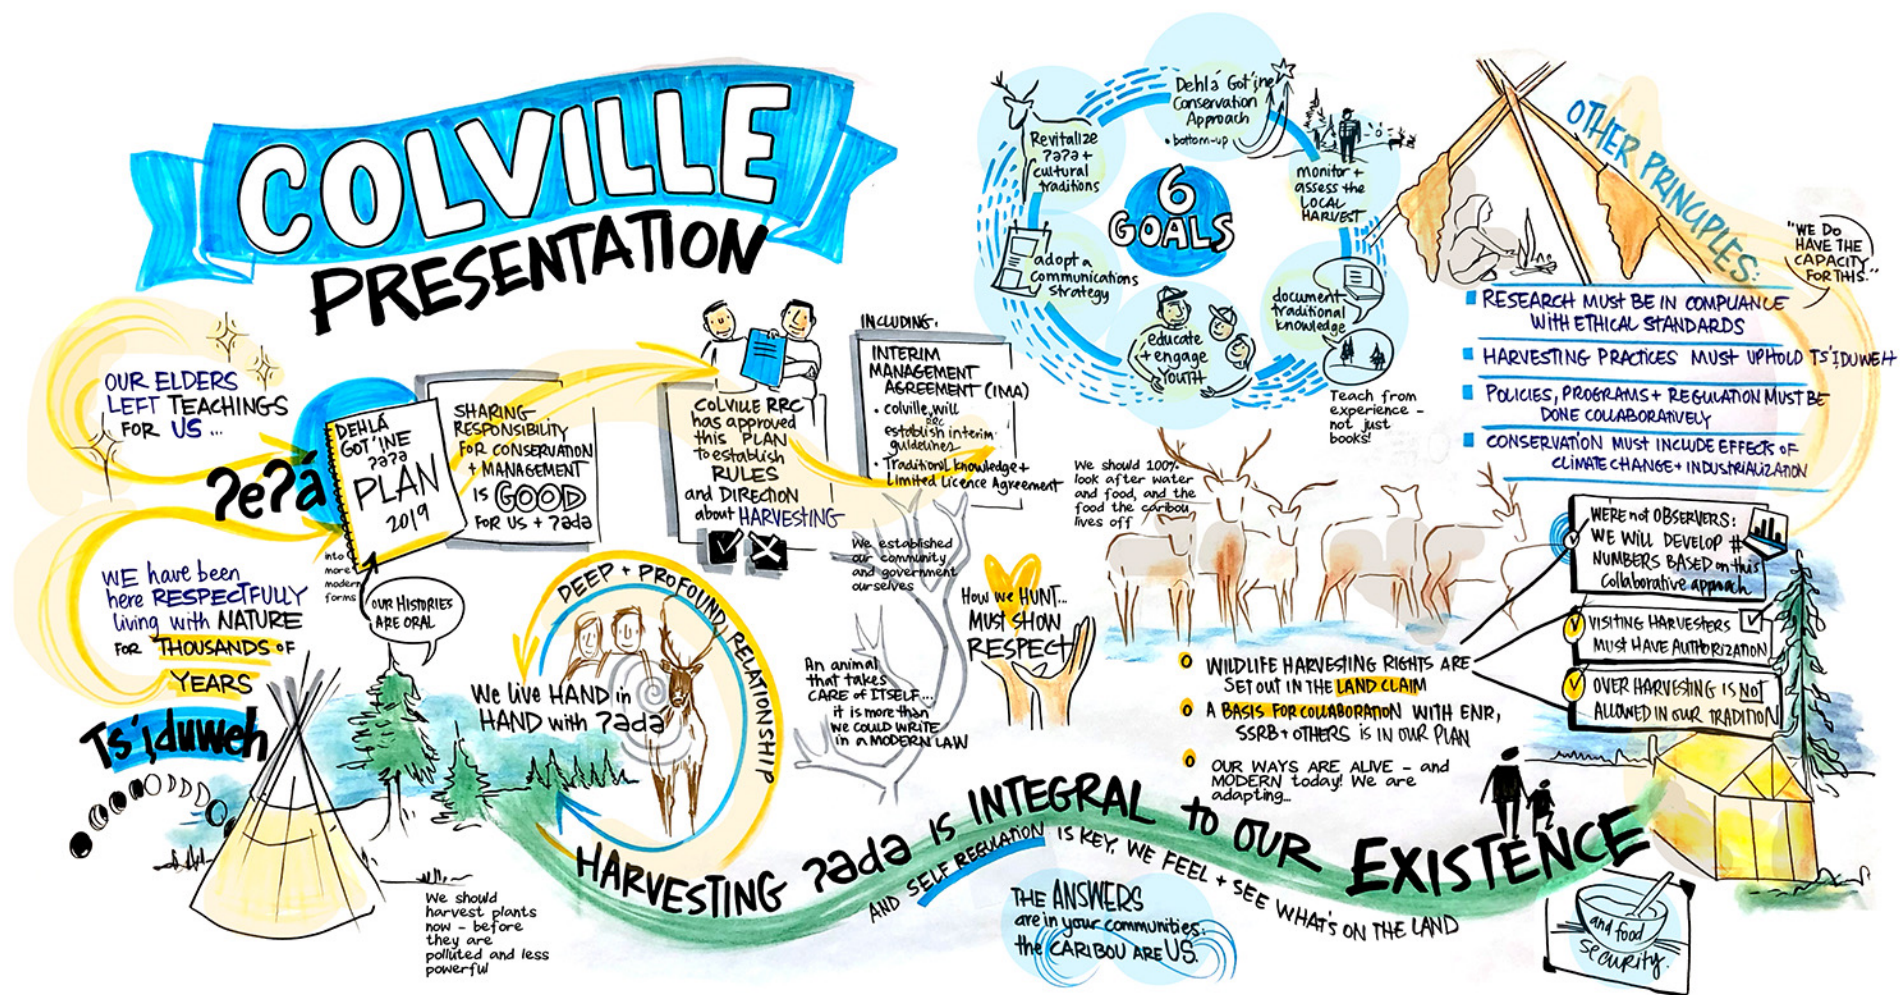 COLVILLE
PRESENTATION
OUR ELDERS
LEFT TEACHINGS
FOR US ...
ʔeʔá
DEHLÁ
GOT'INE
ʔəʔə
PLAN
2019
SHARING
RESPONSIBILITY
FOR CONSERVATION
+ MANAGEMENT
IS GOOD
FOR US + ʔədə
COLVILLE RRC
has approved
this PLAN
to establish
RULES
and DIRECTION
about HARVESTING
INCLUDING:
INTERIM
MANAGEMENT
AGREEMENT (IMA)
• colville will
RRC
establish interim
guidelines
• Traditional knowledge +
Limited Licence Agreement
WE have been
here RESPECTFULLY
living with NATURE
FOR THOUSANDS OF
YEARS
Ts'įduweh
into
more
modern
forms
OUR HISTORIES
ARE ORAL
DEEP + PROFOUND RELATIONSHIP
We live HAND in
HAND with ʔədə
We should
harvest plants
now - before
they are
polluted and less
powerful
We established
our community
and government
ourselves
An animal
that takes
CARE of ITSELF...
it is more than
we COULD WRITE
in a MODERN LAW
How we HUNT...
MUST SHOW
RESPECT
6
GOALS
Dehlá Got'ine
Conservation
Approach
• bottom-up
monitor +
assess the
LOCAL
HARVEST
document
traditional
knowledge
Teach from
experience -
not just
books!
educate
+ engage
YOUTH
adopt a
communications
strategy
Revitalize
ʔəʔə +
cultural
traditions
We should 100%
look after water
and food, and the
food the caribou
lives off
OTHER PRINCIPLES:
"WE DO
HAVE THE
CAPACITY
FOR THIS."
RESEARCH MUST BE IN COMPLIANCE
WITH ETHICAL STANDARDS
HARVESTING PRACTICES MUST UPHOLD TS'ĮDUWEH
POLICIES, PROGRAMS + REGULATION MUST BE
DONE COLLABORATIVELY
CONSERVATION MUST INCLUDE EFFECTS OF
CLIMATE CHANGE + INDUSTRIALIZATION
WE'RE not OBSERVERS:
WE WILL DEVELOP #
NUMBERS BASED on this
Collaborative approach
VISITING HARVESTERS
MUST HAVE AUTHORIZATION
OVER HARVESTING IS NOT
ALLOWED IN OUR TRADITION
WILDLIFE HARVESTING RIGHTS ARE
SET OUT IN THE LAND CLAIM
A BASIS FOR COLLABORATION WITH ENR,
SSRB + OTHERS IS IN OUR PLAN
OUR WAYS ARE ALIVE - and
MODERN today! We are
adapting...
HARVESTING ʔədə IS INTEGRAL to OUR EXISTENCE
AND SELF REGULATION IS KEY. WE FEEL + SEE WHAT'S ON THE LAND
THE ANSWERS
are in your communities:
the CARIBOU ARE US.
and food
security.